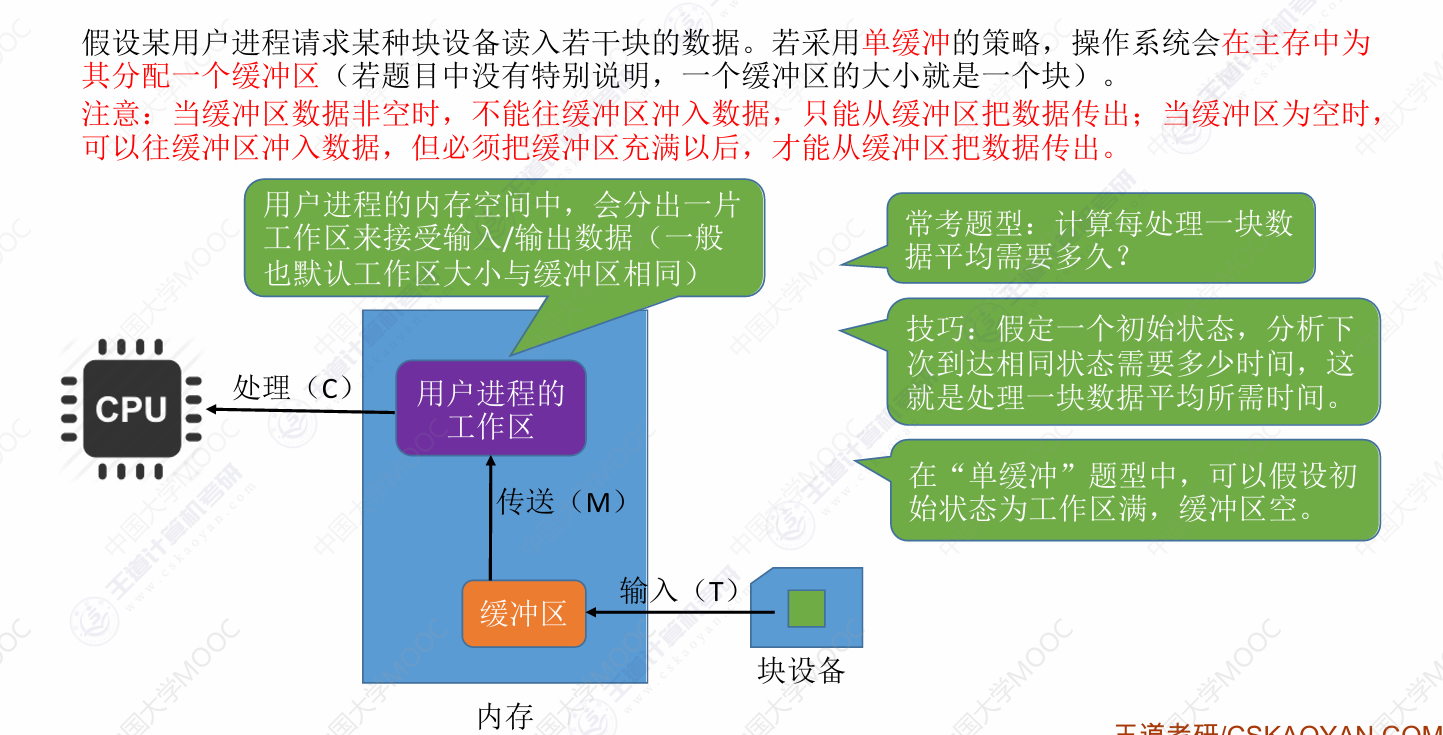 假设某用户进程请求某种块设备读入若干块的数据。若采用单缓冲的策略，操作系统会在主存中为
其分配一个缓冲区（若题目中没有特别说明，一个缓冲区的大小就是一个块）。
注意：当缓冲区数据非空时，不能往缓冲区冲入数据，只能从缓冲区把数据传出；当缓冲区为空时，
可以往缓冲区冲入数据，但必须把缓冲区充满以后，才能从缓冲区把数据传出。
用户进程的内存空间中，会分出一片
工作区来接受输入/输出数据（一般
也默认工作区大小与缓冲区相同）
常考题型：计算每处理一块数
据平均需要多久？
技巧：假定一个初始状态，分析下
次到达相同状态需要多少时间，这
就是处理一块数据平均所需时间。
在“单缓冲”题型中，可以假设初
始状态为工作区满，缓冲区空。
CPU
处理（C）
用户进程的
工作区
传送（M）
缓冲区
输入（T）
块设备
内存
王道考研/CSKAOYAN.COM